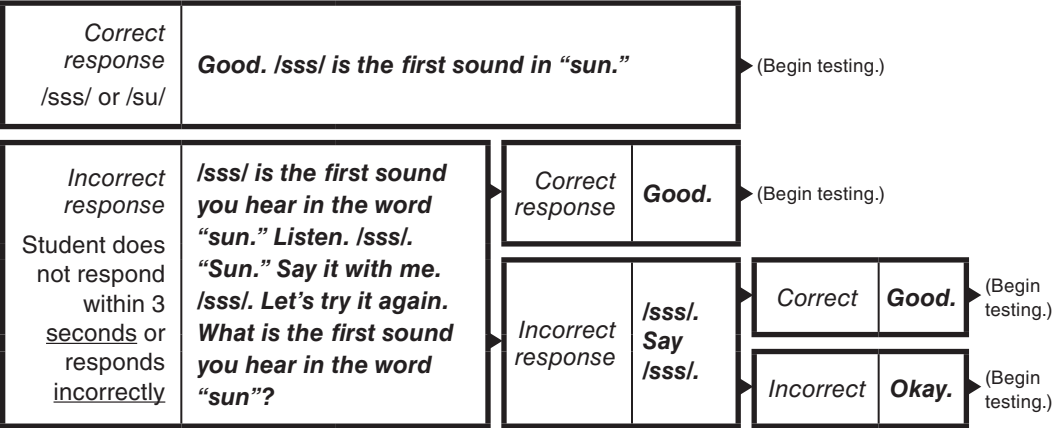 Correct
response
/sss/ or /su/
Good. /sss/ is the first sound in “sun.”
(Begin testing.)
Incorrect
response
Student does
not respond
within 3
seconds or
responds
incorrectly
/sss/ is the first sound
you hear in the word
“sun.” Listen. /sss/.
“Sun.” Say it with me.
/sss/. Let’s try it again.
What is the first sound
you hear in the word
“sun”?
Correct
response
Good.
(Begin testing.)
Incorrect
response
/sss/.
Say
/sss/.
Correct
Good.
(Begin
testing.)
Incorrect
Okay.
(Begin
testing.)